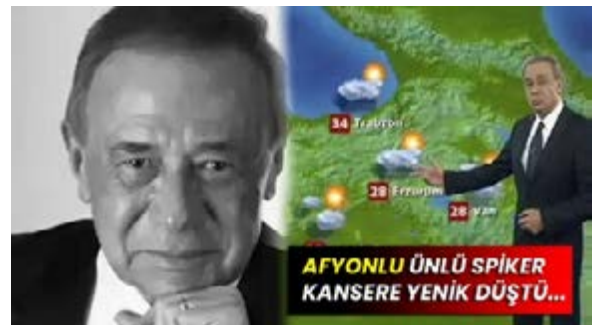 34 Trabzon
28 Erzurum
28 Van
AFYONLU ÜNLÜ SPİKER
KANSERE YENİK DÜŞTÜ...